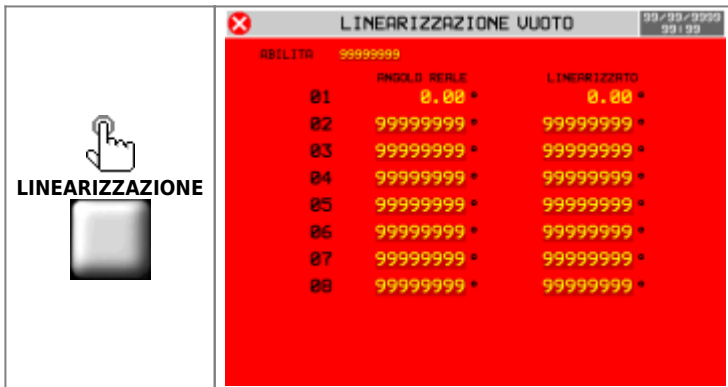 LINEARIZZAZIONE
LINEARIZZAZIONE VUOTO
99/99/9999
99:99
ABILITA 99999999
ANGOLO REALE LINEARIZZATO
01 0.00° 0.00°
02 99999999° 99999999°
03 99999999° 99999999°
04 99999999° 99999999°
05 99999999° 99999999°
06 99999999° 99999999°
07 99999999° 99999999°
08 99999999° 99999999°